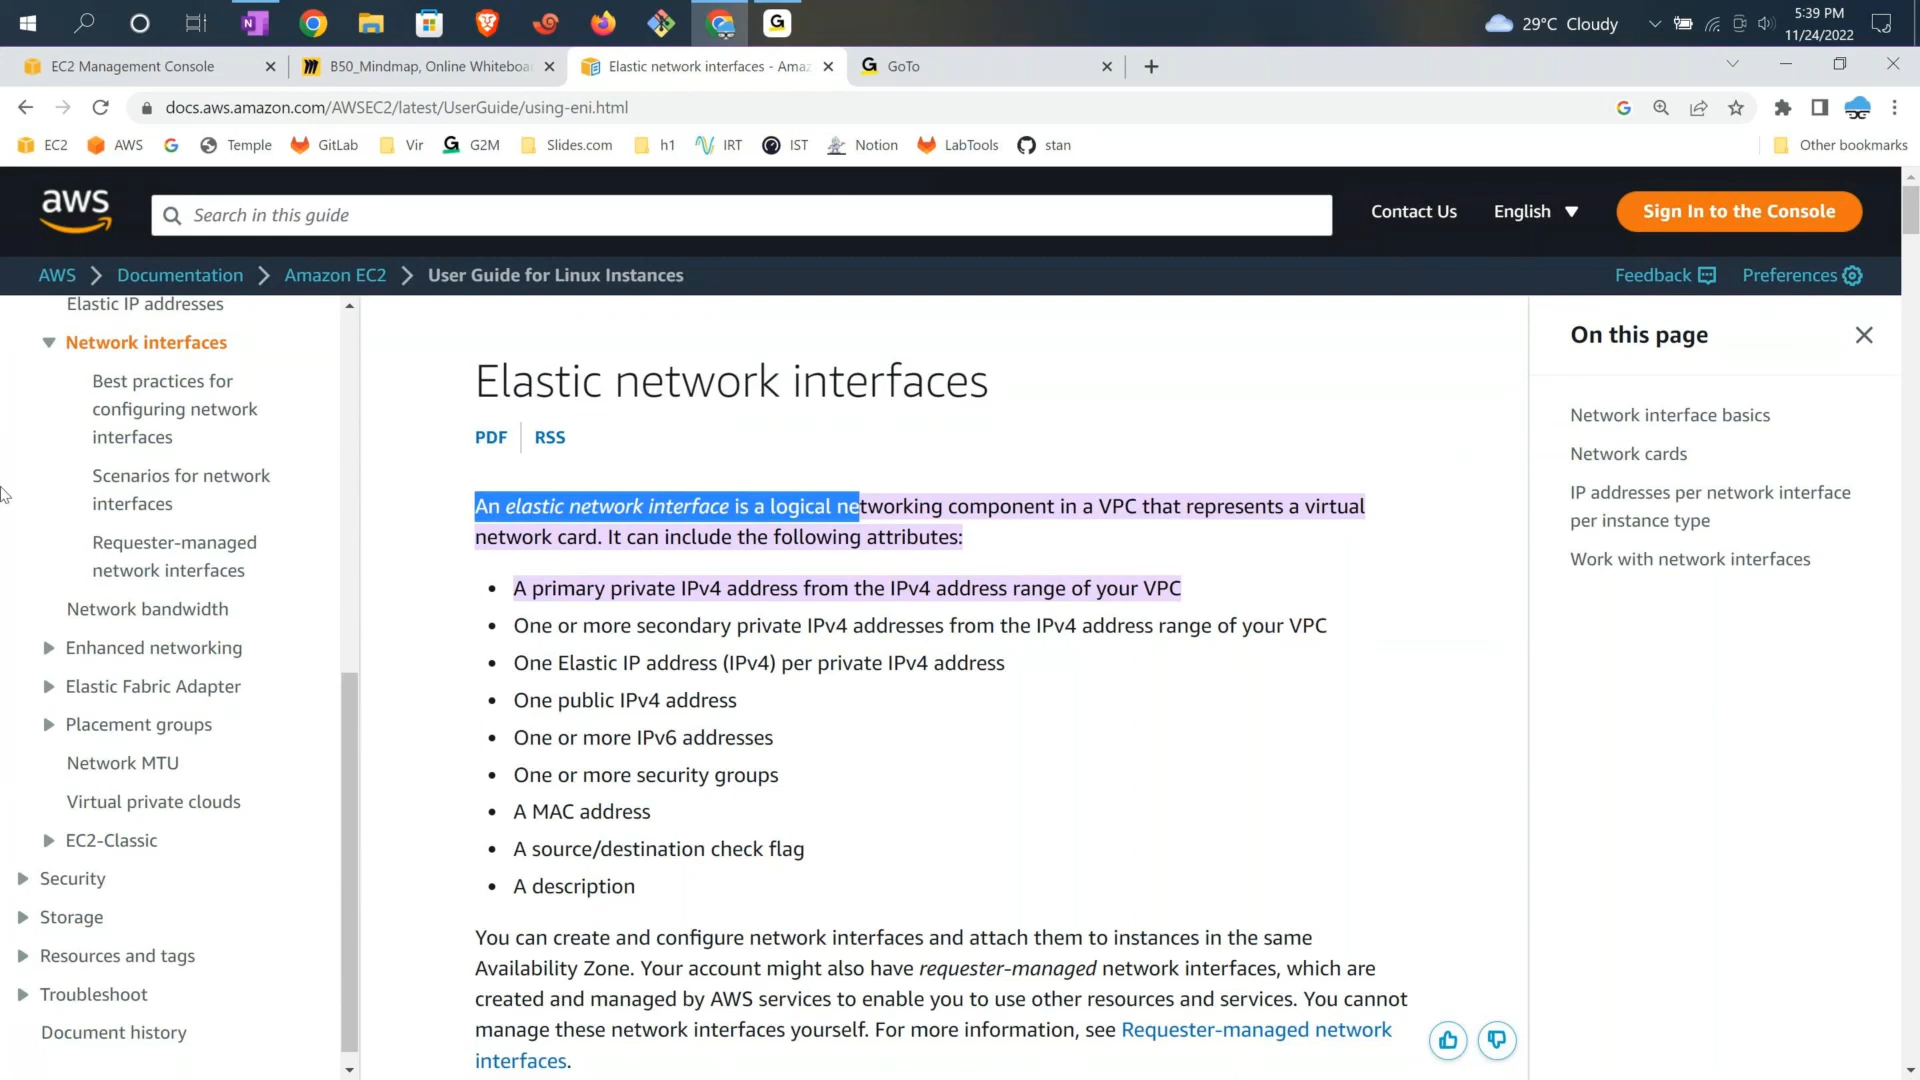 29°C Cloudy
5:39 PM
11/24/2022
EC2 Management Console
B50_Mindmap, Online Whiteboa
Elastic network interfaces - Amaz
GoTo
docs.aws.amazon.com/AWSEC2/latest/UserGuide/using-eni.html
EC2 AWS Temple GitLab Vir G2M Slides.com h1 IRT IST Notion LabTools stan Other bookmarks
aws
Search in this guide
Contact Us
English
Sign In to the Console
AWS Documentation Amazon EC2 User Guide for Linux Instances
Feedback Preferences
Elastic IP addresses
Network interfaces
Best practices for
configuring network
interfaces
Scenarios for network
interfaces
Requester-managed
network interfaces
Network bandwidth
Enhanced networking
Elastic Fabric Adapter
Placement groups
Network MTU
Virtual private clouds
EC2-Classic
Security
Storage
Resources and tags
Troubleshoot
Document history
Elastic network interfaces
PDF RSS
An elastic network interface is a logical networking component in a VPC that represents a virtual
network card. It can include the following attributes:
• A primary private IPv4 address from the IPv4 address range of your VPC
• One or more secondary private IPv4 addresses from the IPv4 address range of your VPC
• One Elastic IP address (IPv4) per private IPv4 address
• One public IPv4 address
• One or more IPv6 addresses
• One or more security groups
• A MAC address
• A source/destination check flag
• A description
You can create and configure network interfaces and attach them to instances in the same
Availability Zone. Your account might also have requester-managed network interfaces, which are
created and managed by AWS services to enable you to use other resources and services. You cannot
manage these network interfaces yourself. For more information, see Requester-managed network
interfaces.
On this page
Network interface basics
Network cards
IP addresses per network interface
per instance type
Work with network interfaces